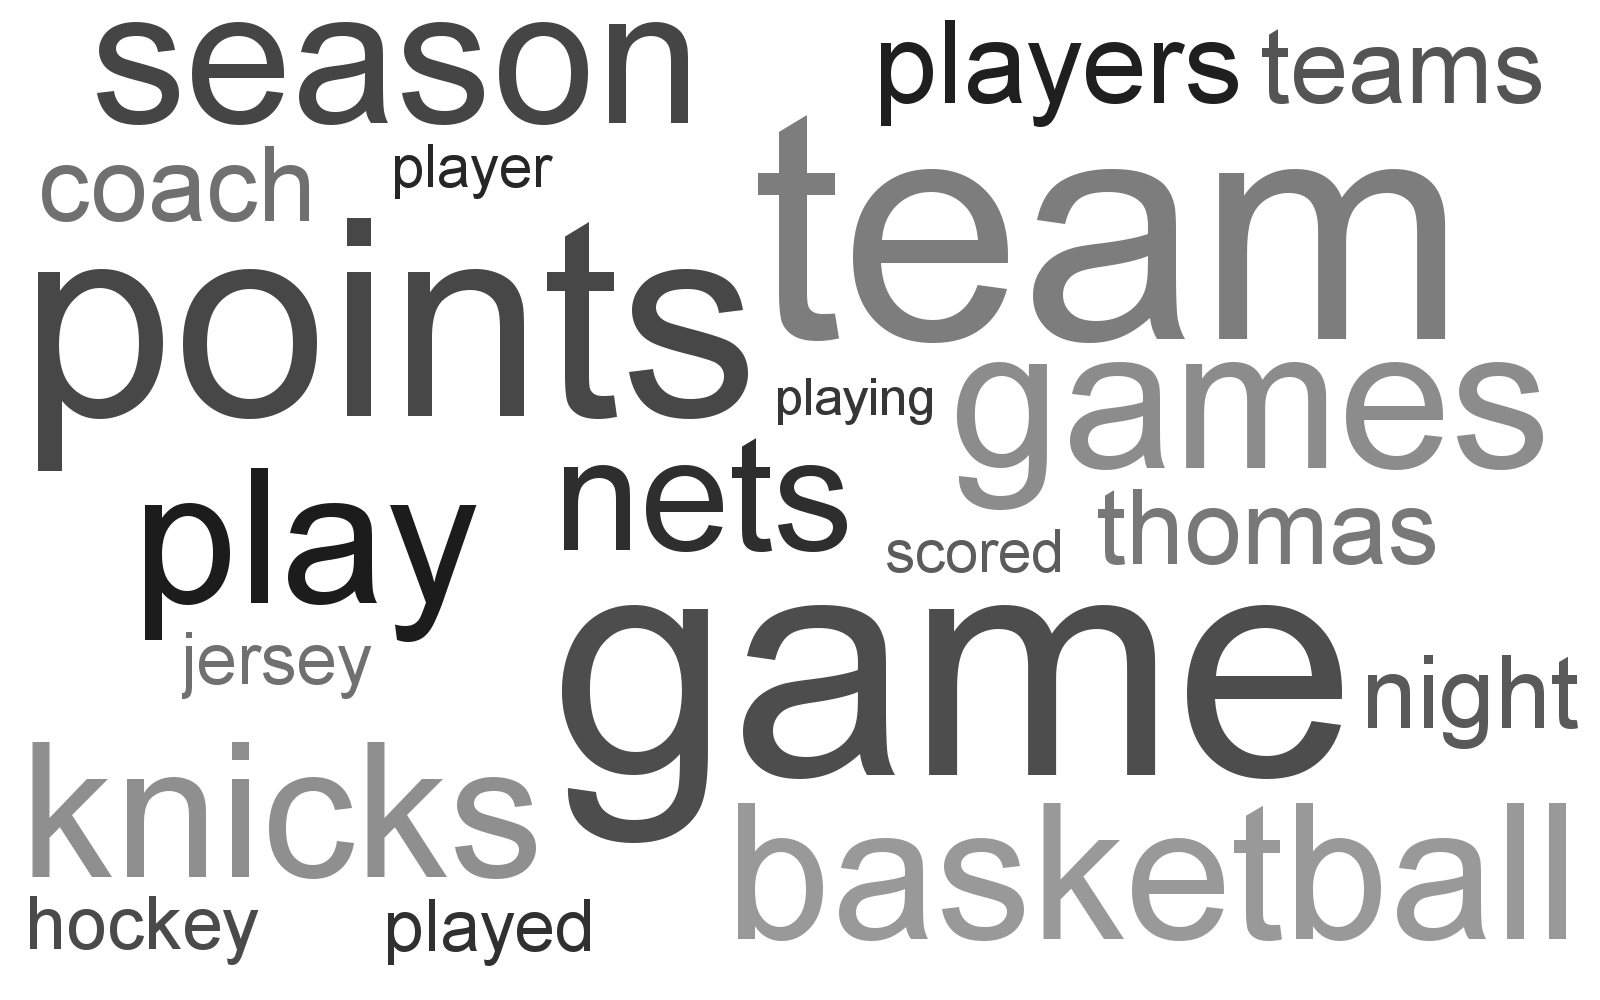 season
players teams
coach player
team
points
playing games
nets
play
scored thomas
game
jersey
night
knicks
basketball
hockey played